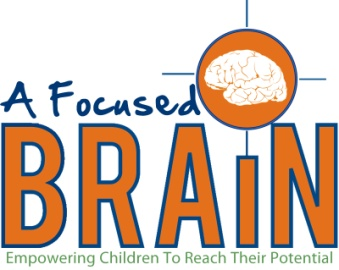 A Focused
BRAiN
Empowering Children To Reach Their Potential